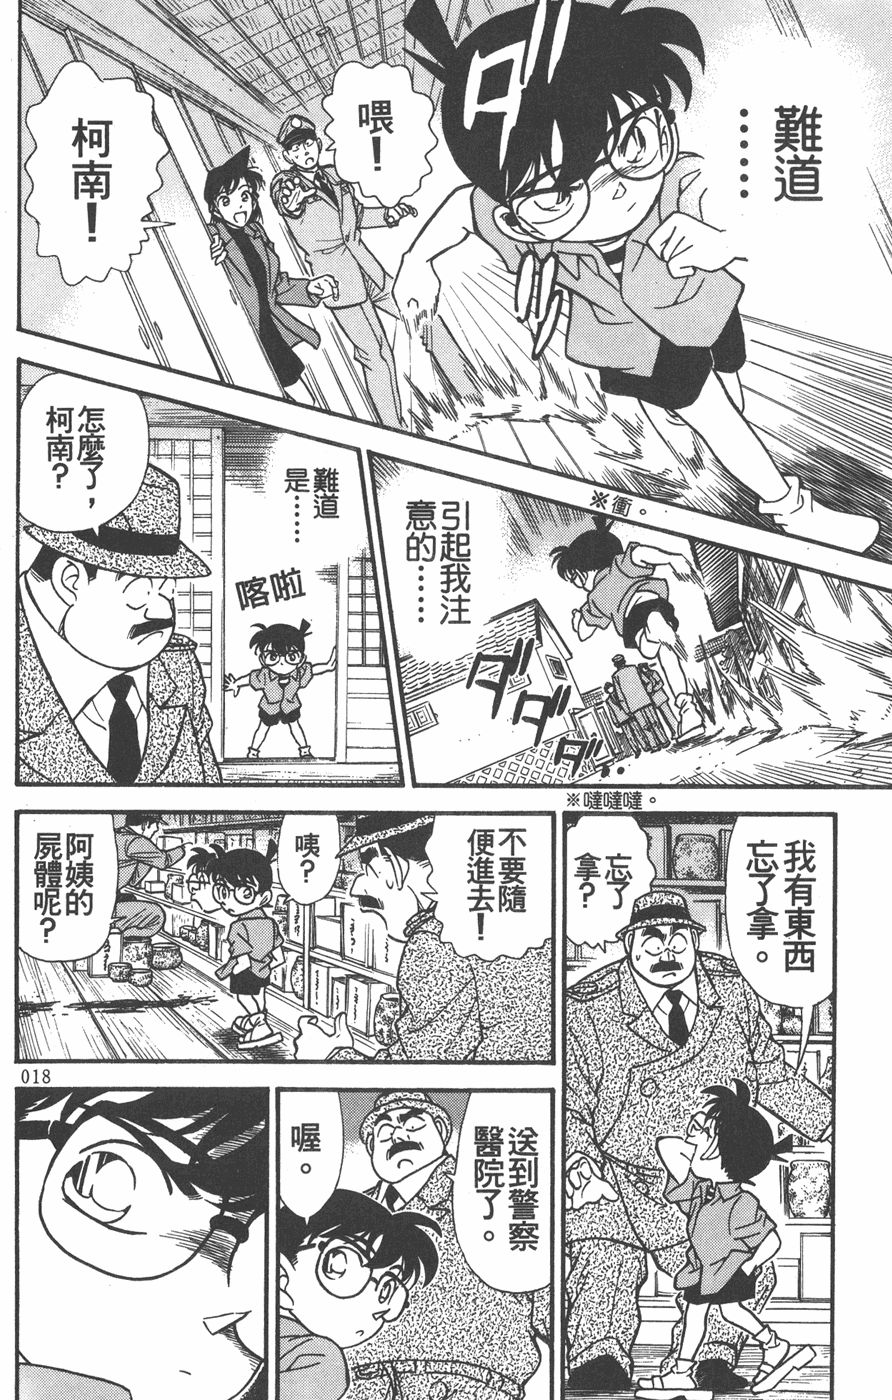 難道
……
喂！
柯南！
ダッ
※衝。
引起我注
意的……
ダッ
ダッ
ダ…
※噠噠噠。
難道
是……
喀啦
怎麼了，
柯南？
我有東西
忘了拿。
忘了
拿？
不要隨
便進去！
咦？
阿姨的
屍體呢？
送到警察
醫院了。
喔。
018